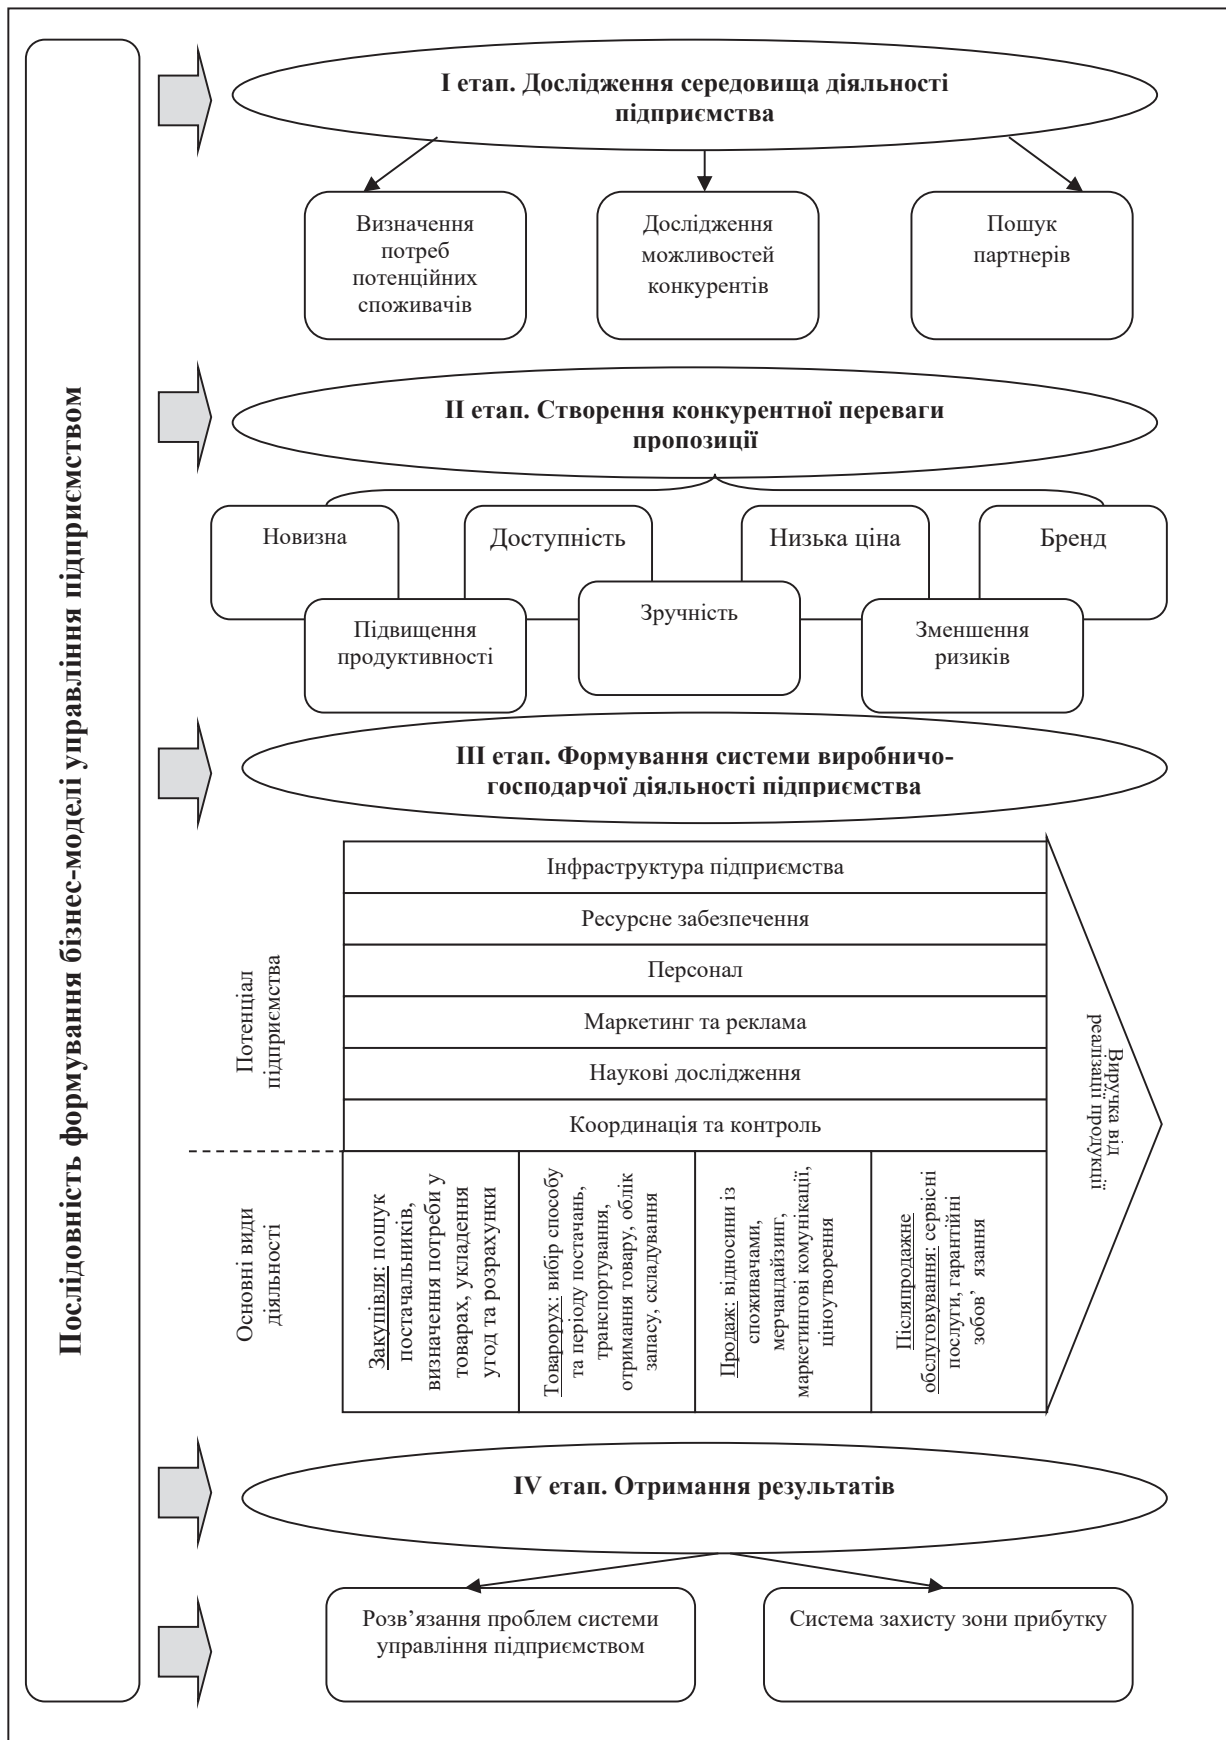 Послідовність формування бізнес-моделі управління підприємством
I етап. Дослідження середовища діяльності
підприємства
Визначення
потреб
потенційних
споживачів
Дослідження
можливостей
конкурентів
Пошук
партнерів
II етап. Створення конкурентної переваги
пропозиції
Новизна
Доступність
Низька ціна
Бренд
Підвищення
продуктивності
Зручність
Зменшення
ризиків
III етап. Формування системи виробничо-
господарчої діяльності підприємства
Потенціал
підприємства
Інфраструктура підприємства
Ресурсне забезпечення
Персонал
Маркетинг та реклама
Наукові дослідження
Координація та контроль
Виручка від
реалізації продукції
Основні види
діяльності
Закупівля: пошук
постачальників,
визначення потреби у
товарах, укладення
угод та розрахунки
Товарорух: вибір способу
та періоду постачань,
транспортування,
отримання товару, облік
запасу, складування
Продаж: відносини із
споживачами,
мерчандайзинг,
маркетингові комунікації,
ціноутворення
Післяпродажне
обслуговування: сервісні
послуги, гарантійні
зобов’ язання
IV етап. Отримання результатів
Розв’язання проблем системи
управління підприємством
Система захисту зони прибутку